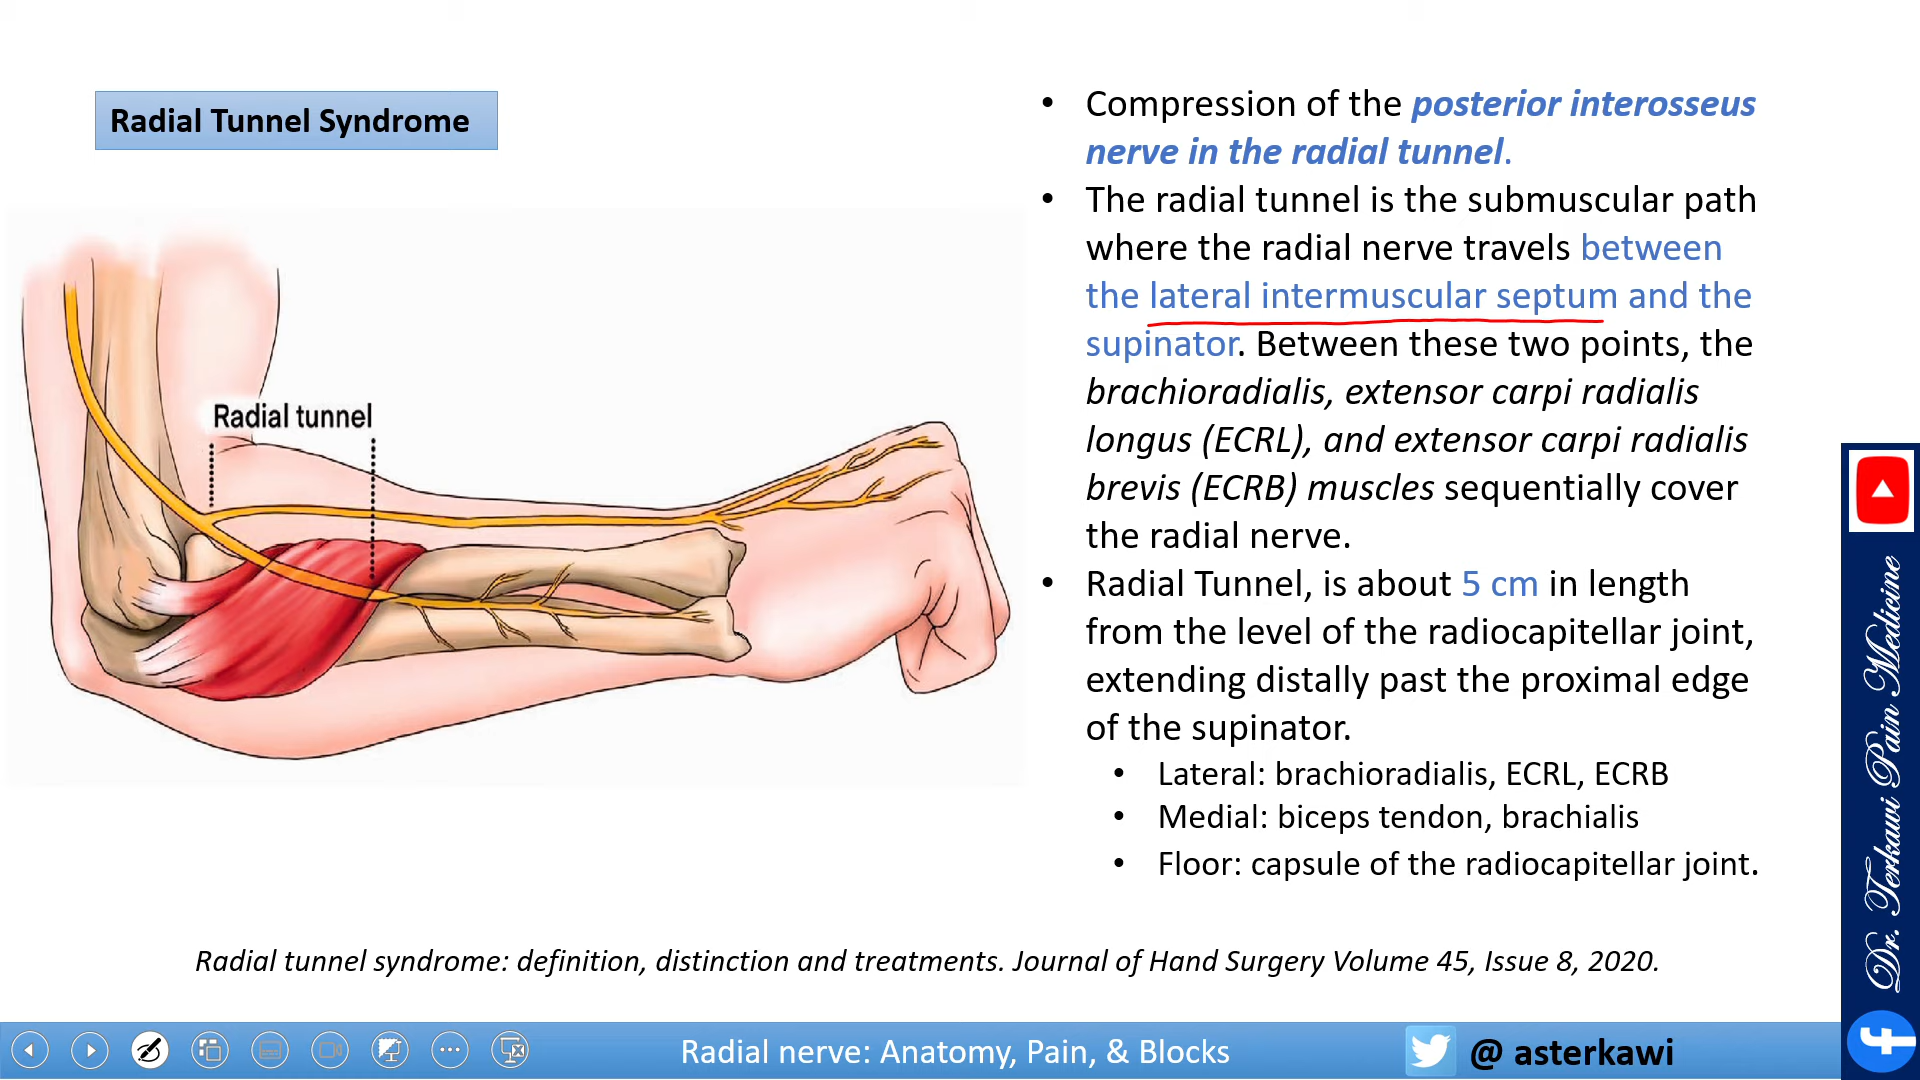 Radial Tunnel Syndrome
Radial tunnel
• Compression of the posterior interosseus
nerve in the radial tunnel.
• The radial tunnel is the submuscular path
where the radial nerve travels between
the lateral intermuscular septum and the
supinator. Between these two points, the
brachioradialis, extensor carpi radialis
longus (ECRL), and extensor carpi radialis
brevis (ECRB) muscles sequentially cover
the radial nerve.
• Radial Tunnel, is about 5 cm in length
from the level of the radiocapitellar joint,
extending distally past the proximal edge
of the supinator.
• Lateral: brachioradialis, ECRL, ECRB
• Medial: biceps tendon, brachialis
• Floor: capsule of the radiocapitellar joint.
Radial tunnel syndrome: definition, distinction and treatments. Journal of Hand Surgery Volume 45, Issue 8, 2020.
Radial nerve: Anatomy, Pain, & Blocks
@ asterkawi
Dr. Terkawi Pain Medicine